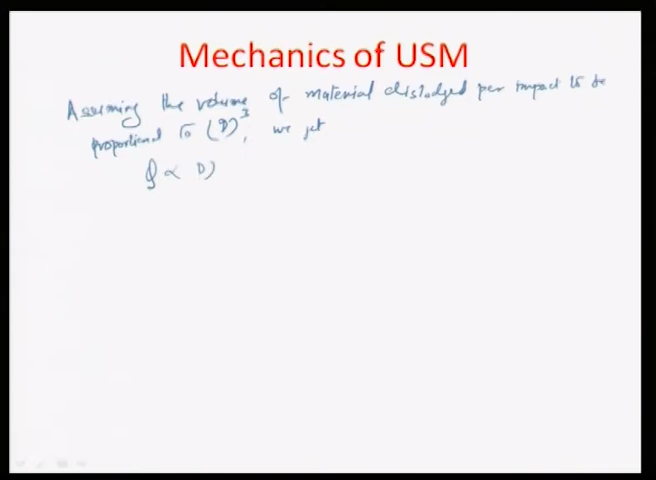 Mechanics of USM
Assuming the volume of material dislodged per impact to be
proportional to (D)³, we get
Q ∝ D)